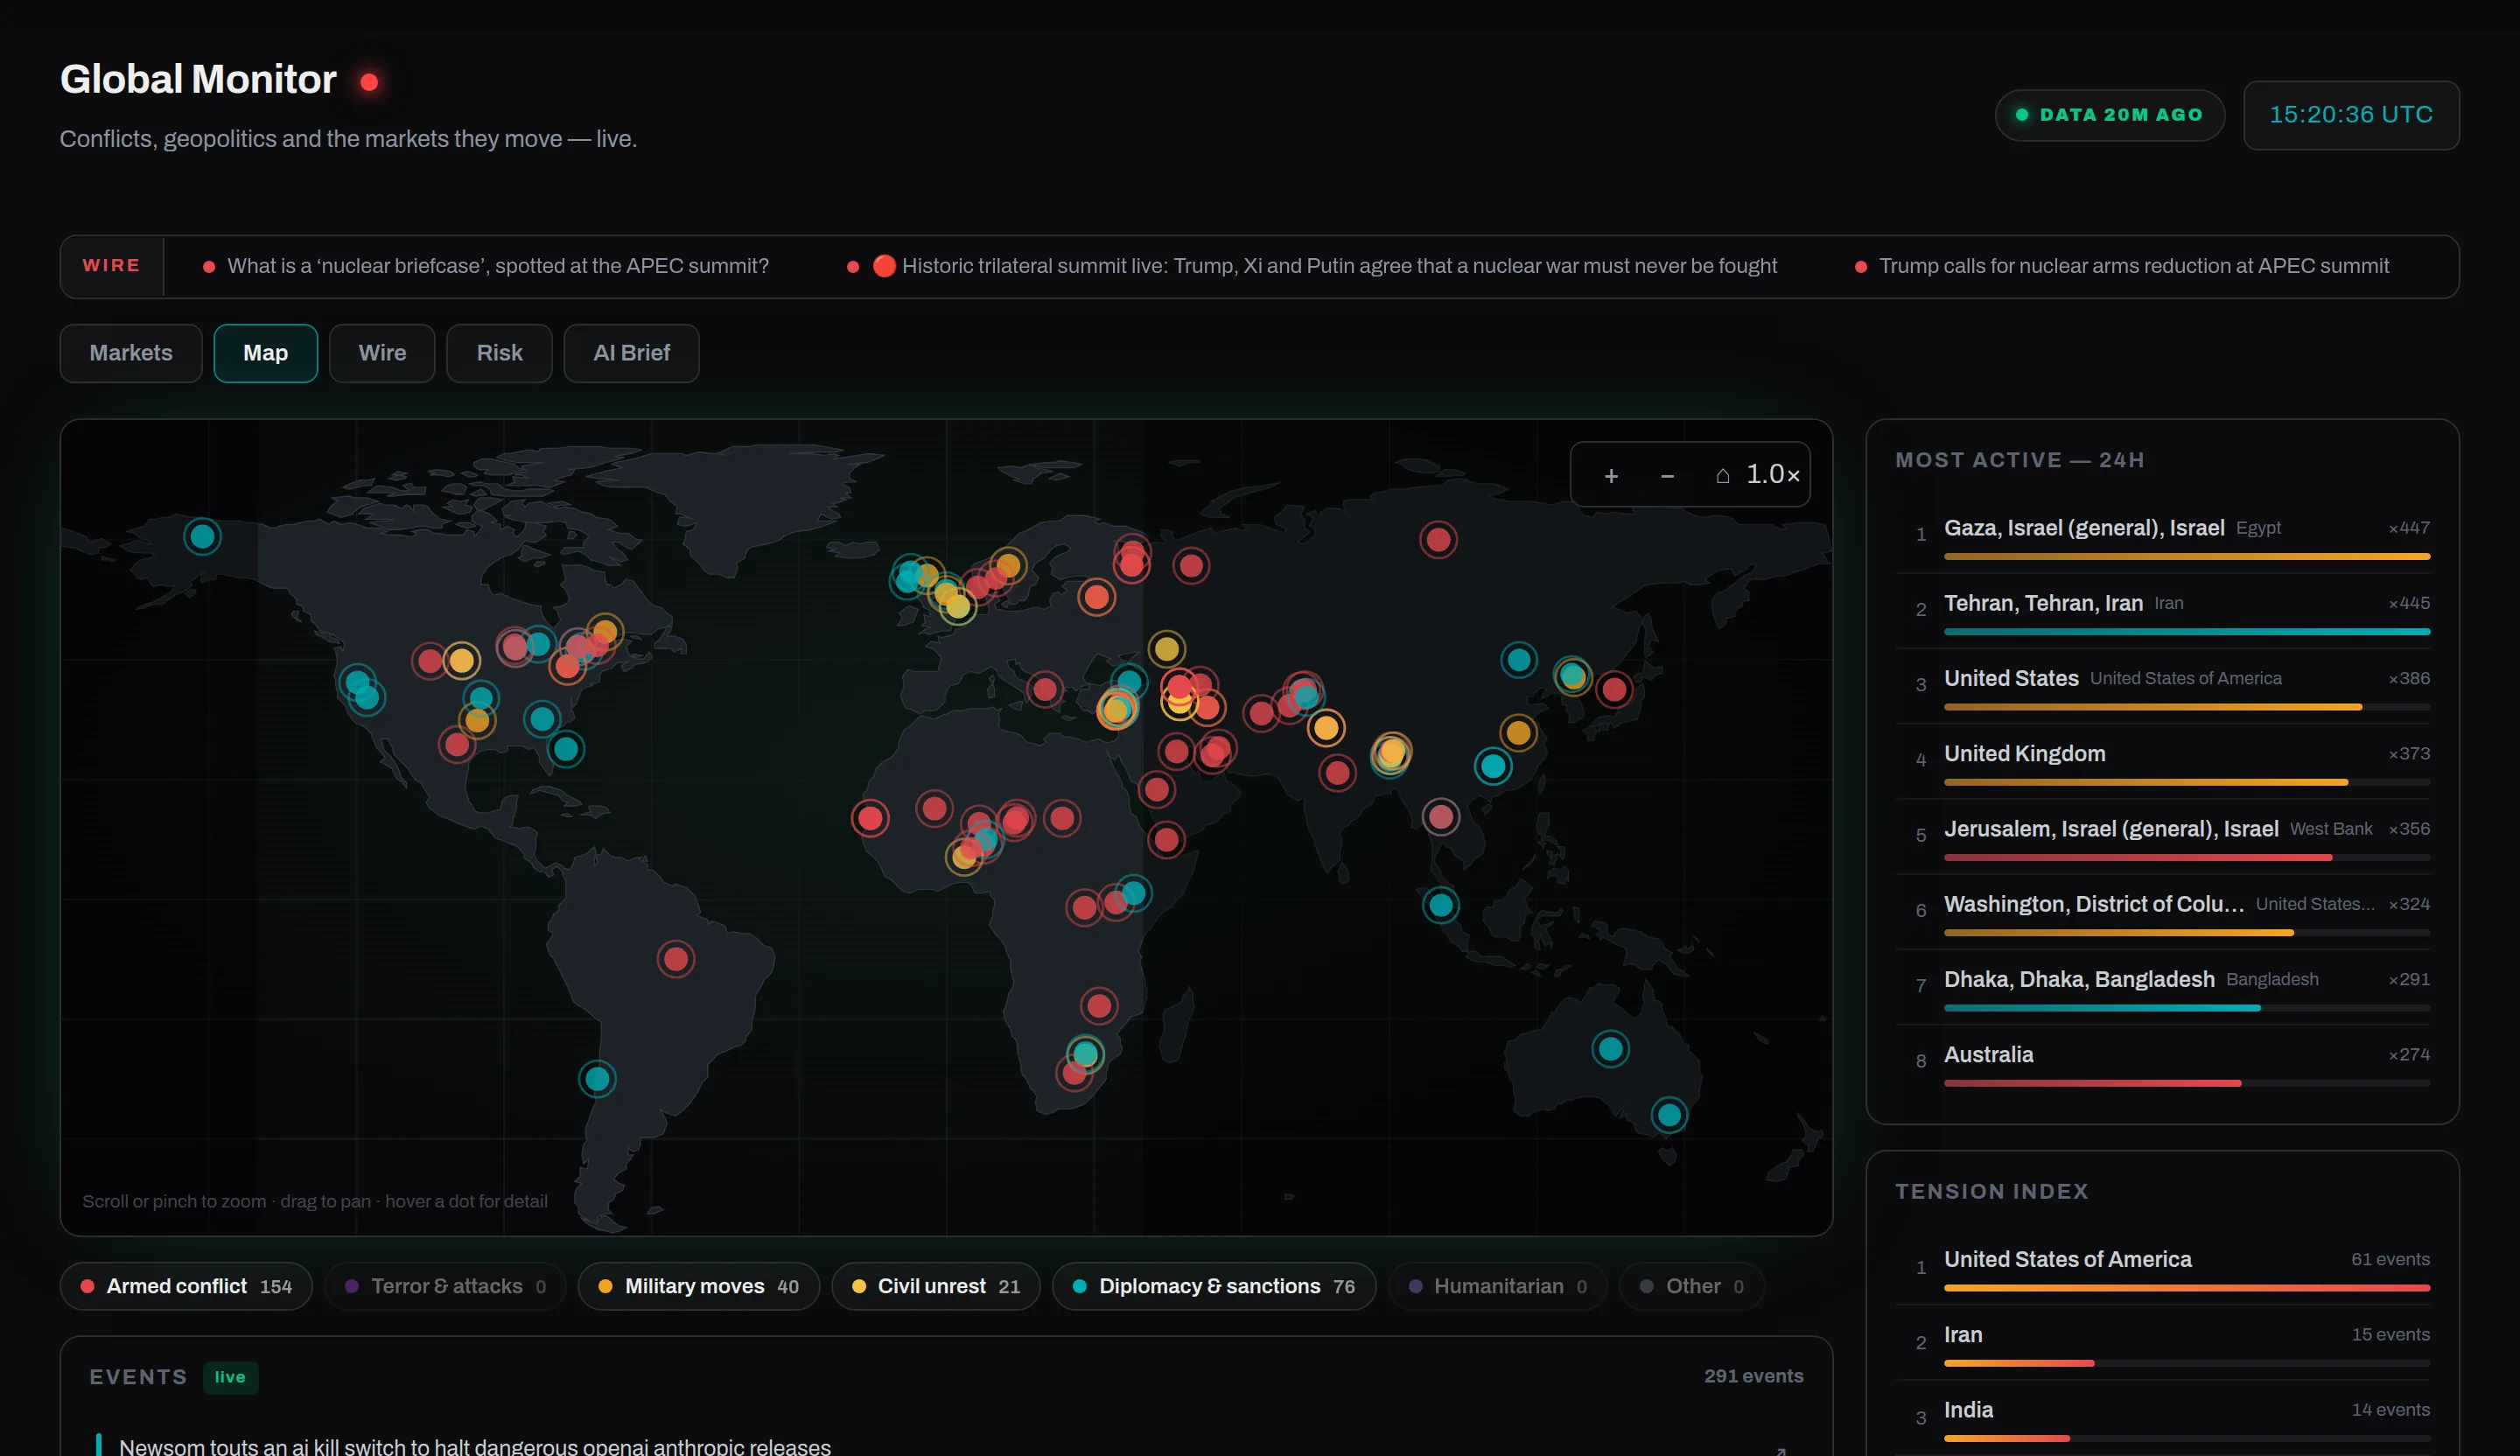 Global Monitor
Conflicts, geopolitics and the markets they move — live.
DATA 20M AGO
15:20:36 UTC
WIRE
What is a ‘nuclear briefcase’, spotted at the APEC summit?
🔴 Historic trilateral summit live: Trump, Xi and Putin agree that a nuclear war must never be fought
Trump calls for nuclear arms reduction at APEC summit
Markets
Map
Wire
Risk
AI Brief
+ − ⌂ 1.0×
Scroll or pinch to zoom · drag to pan · hover a dot for detail
Armed conflict 154
Terror & attacks 0
Military moves 40
Civil unrest 21
Diplomacy & sanctions 76
Humanitarian 0
Other 0
EVENTS live
291 events
Newsom touts an ai kill switch to halt dangerous openai anthropic releases
MOST ACTIVE — 24H
1 Gaza, Israel (general), Israel Egypt ×447
2 Tehran, Tehran, Iran Iran ×445
3 United States United States of America ×386
4 United Kingdom ×373
5 Jerusalem, Israel (general), Israel West Bank ×356
6 Washington, District of Colu… United States… ×324
7 Dhaka, Dhaka, Bangladesh Bangladesh ×291
8 Australia ×274
TENSION INDEX
1 United States of America 61 events
2 Iran 15 events
3 India 14 events